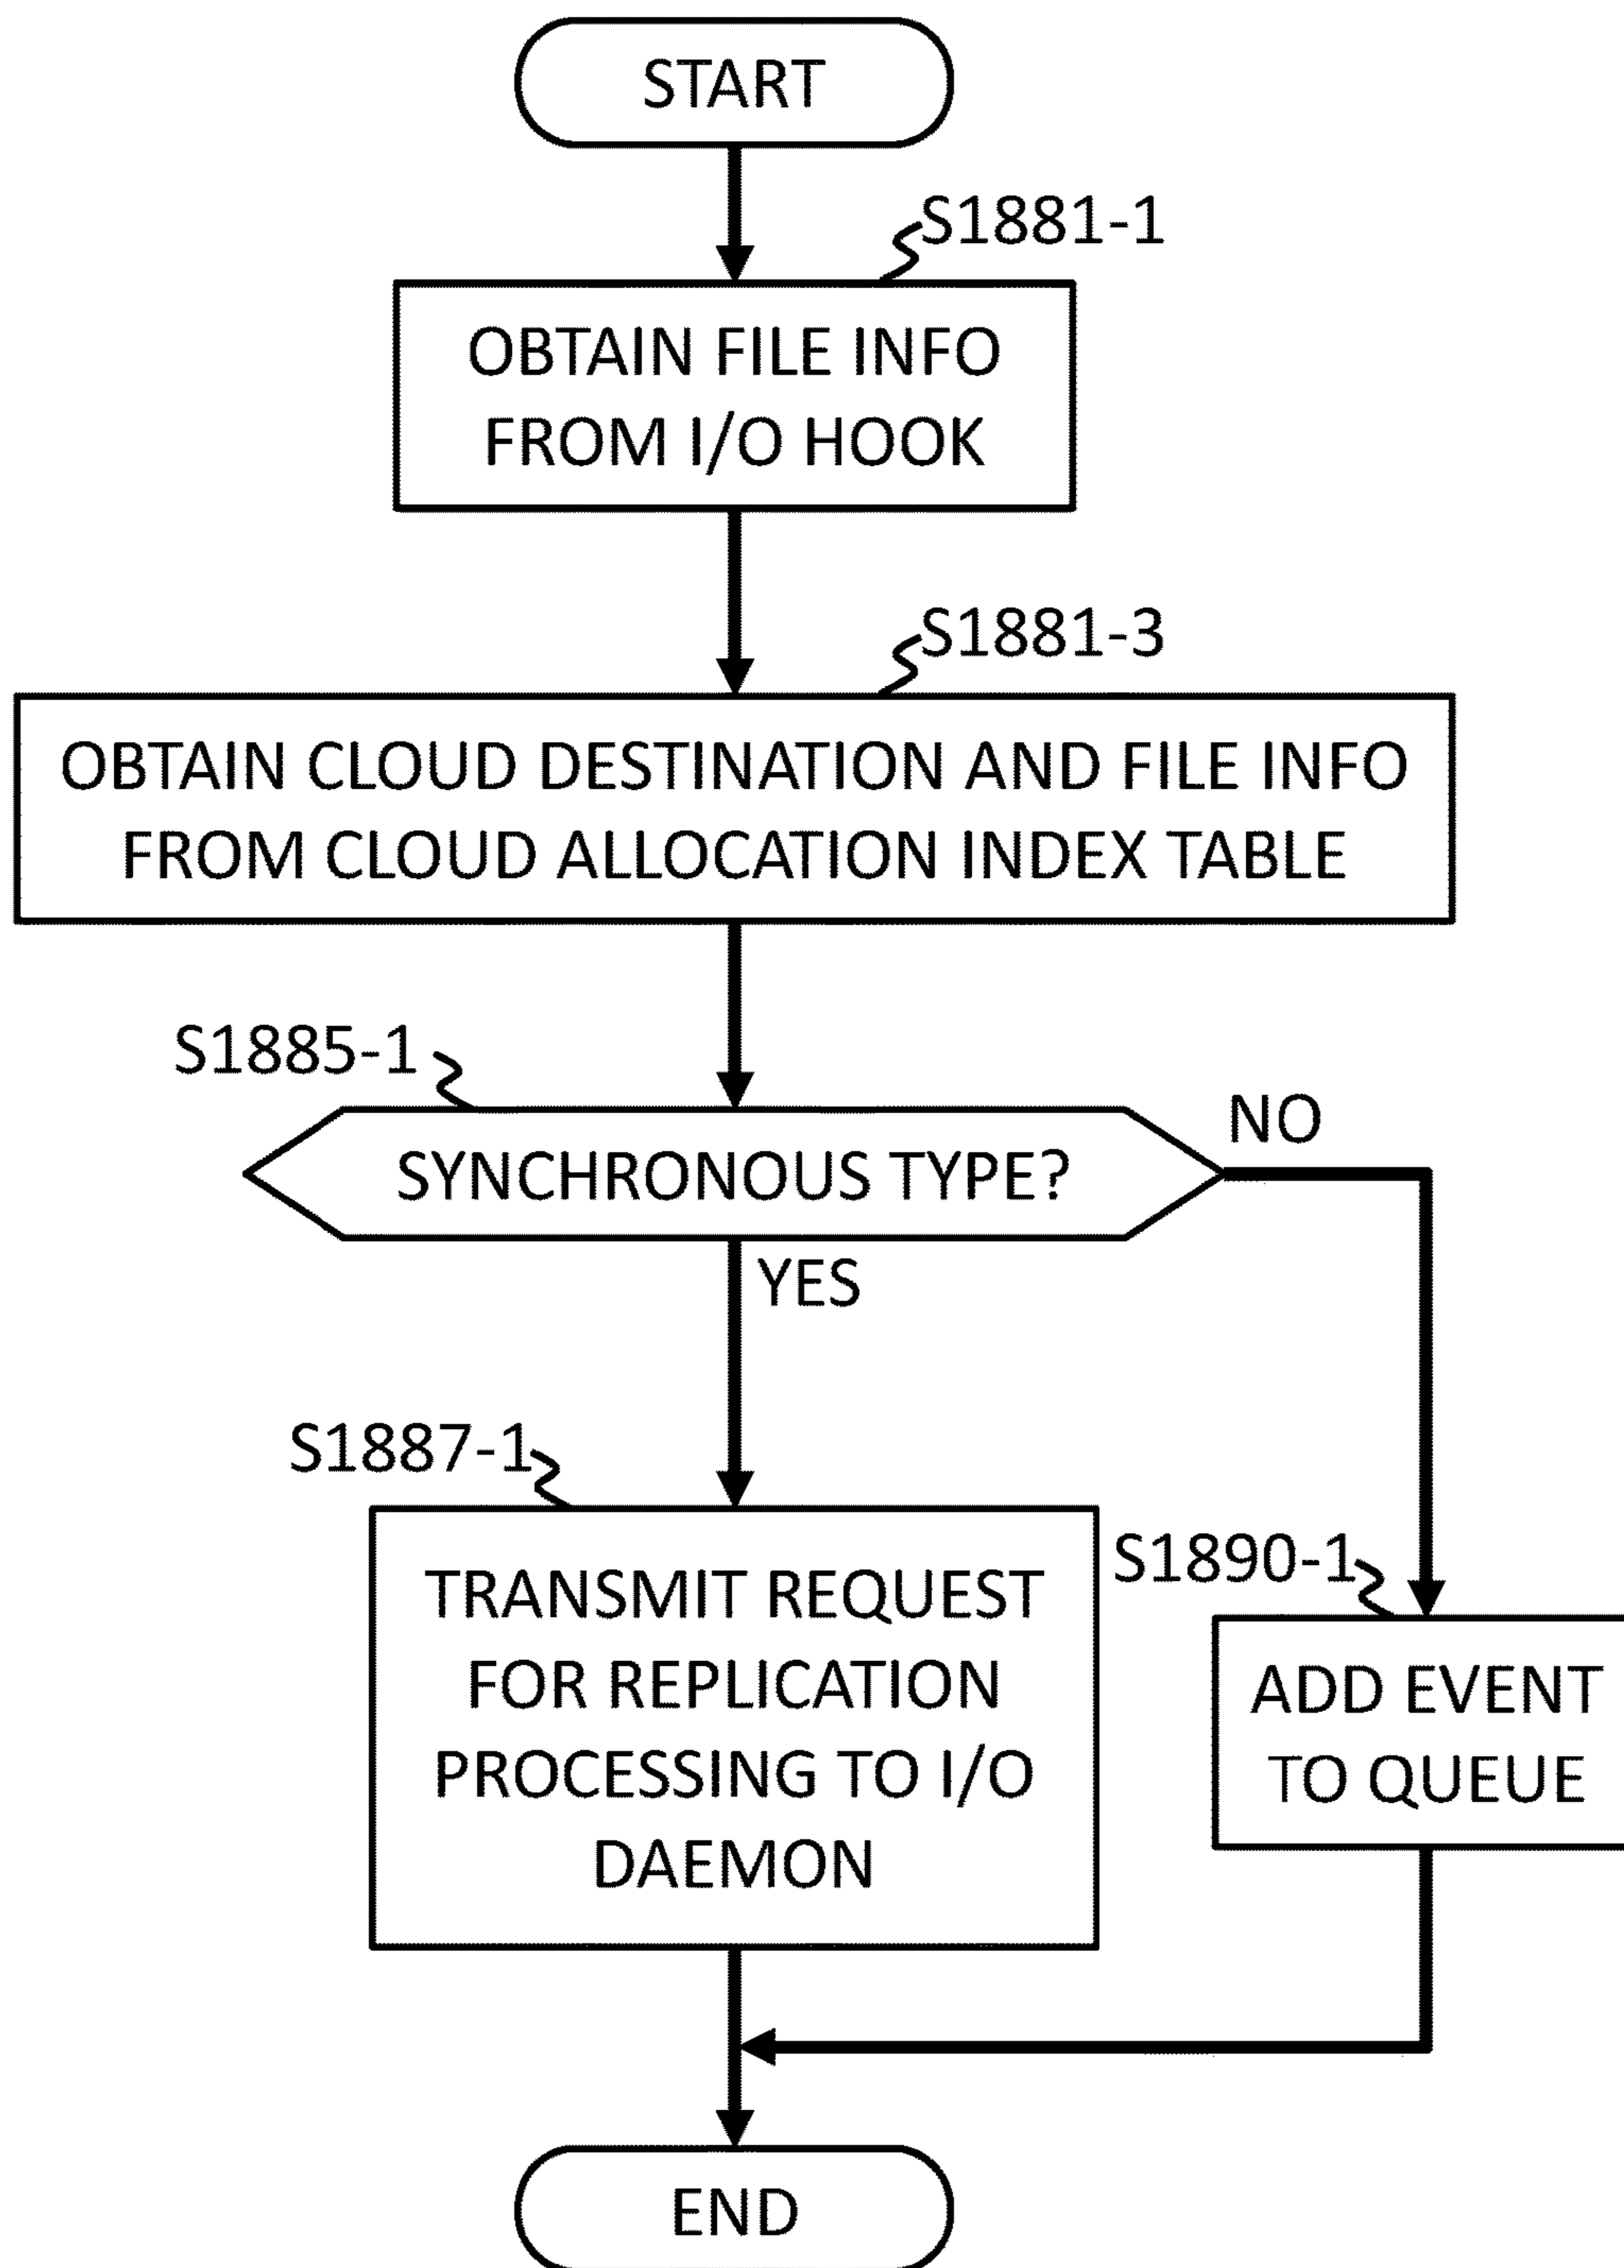 START
S1881-1
OBTAIN FILE INFO
FROM I/O HOOK
S1881-3
OBTAIN CLOUD DESTINATION AND FILE INFO
FROM CLOUD ALLOCATION INDEX TABLE
S1885-1
NO
SYNCHRONOUS TYPE?
YES
S1887-1
TRANSMIT REQUEST
FOR REPLICATION
PROCESSING TO I/O
DAEMON
S1890-1
ADD EVENT
TO QUEUE
END